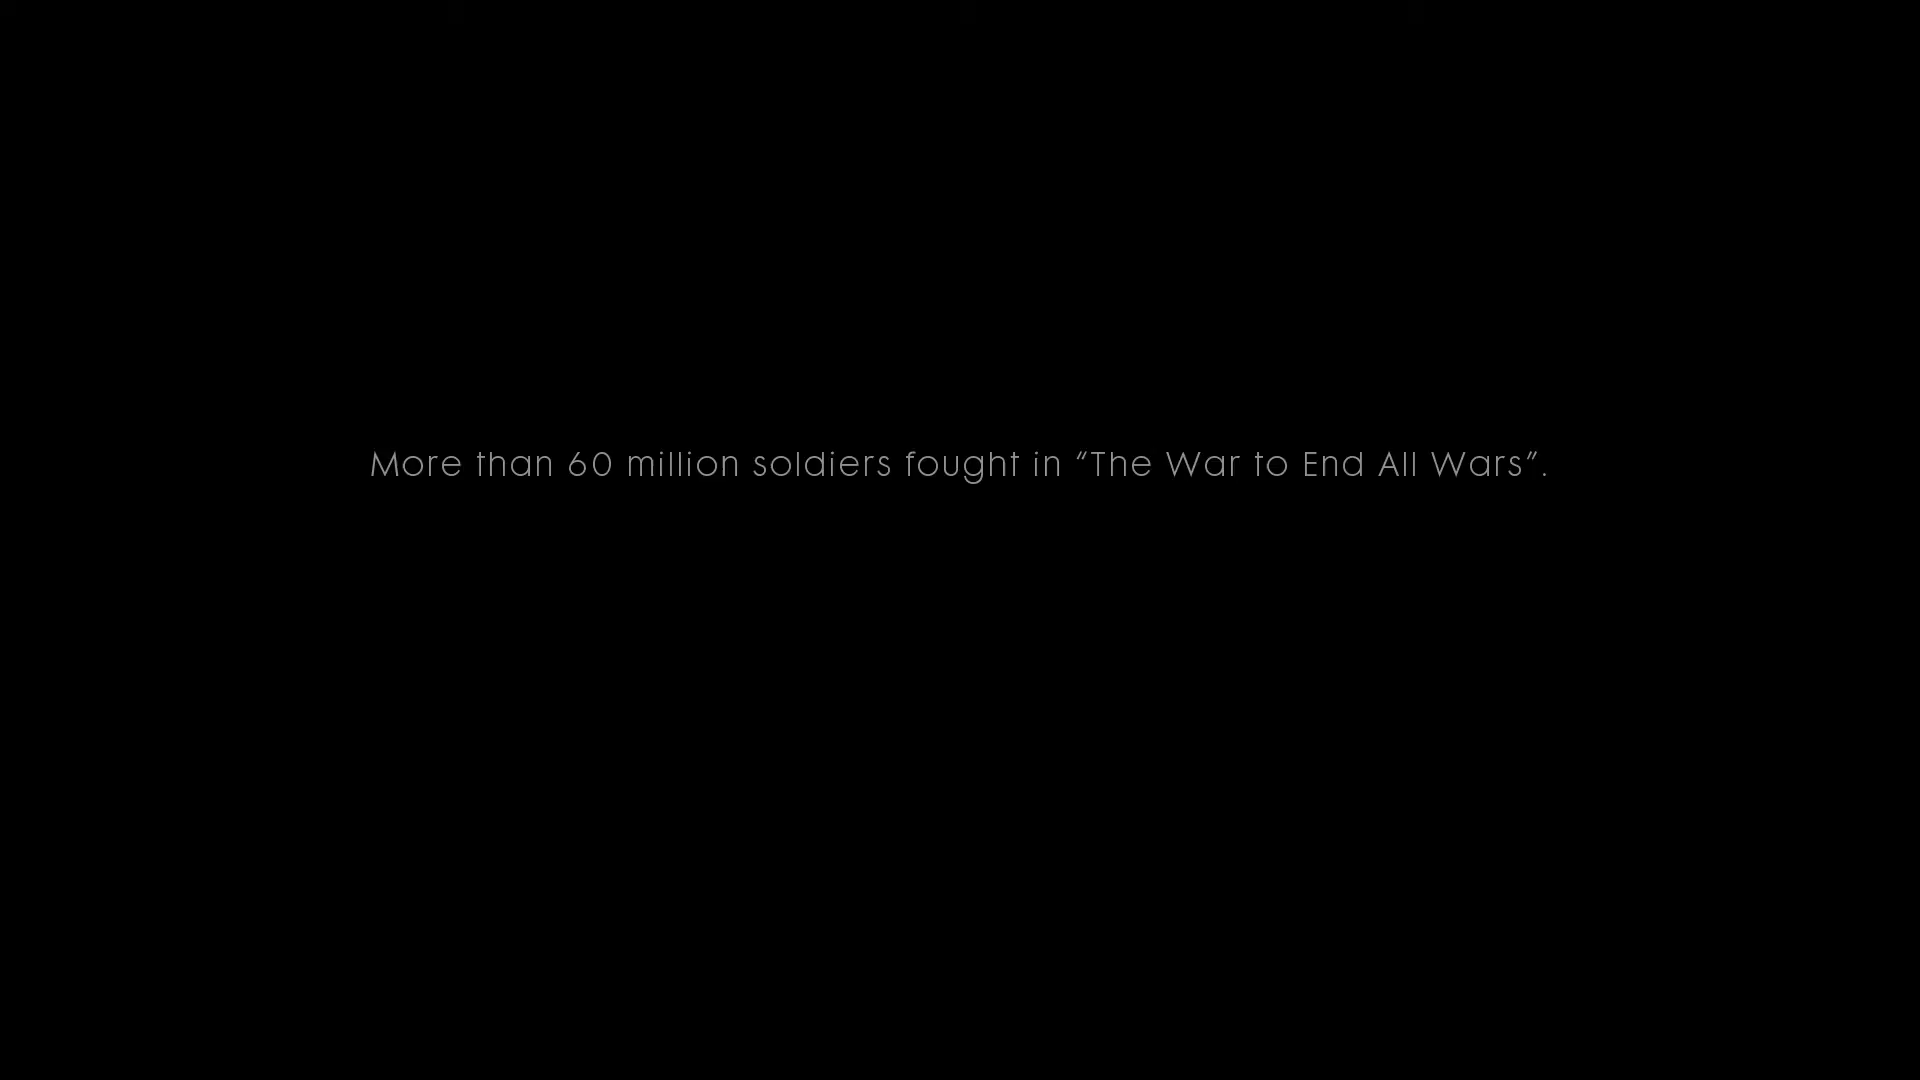 More than 60 million soldiers fought in “The War to End All Wars”.